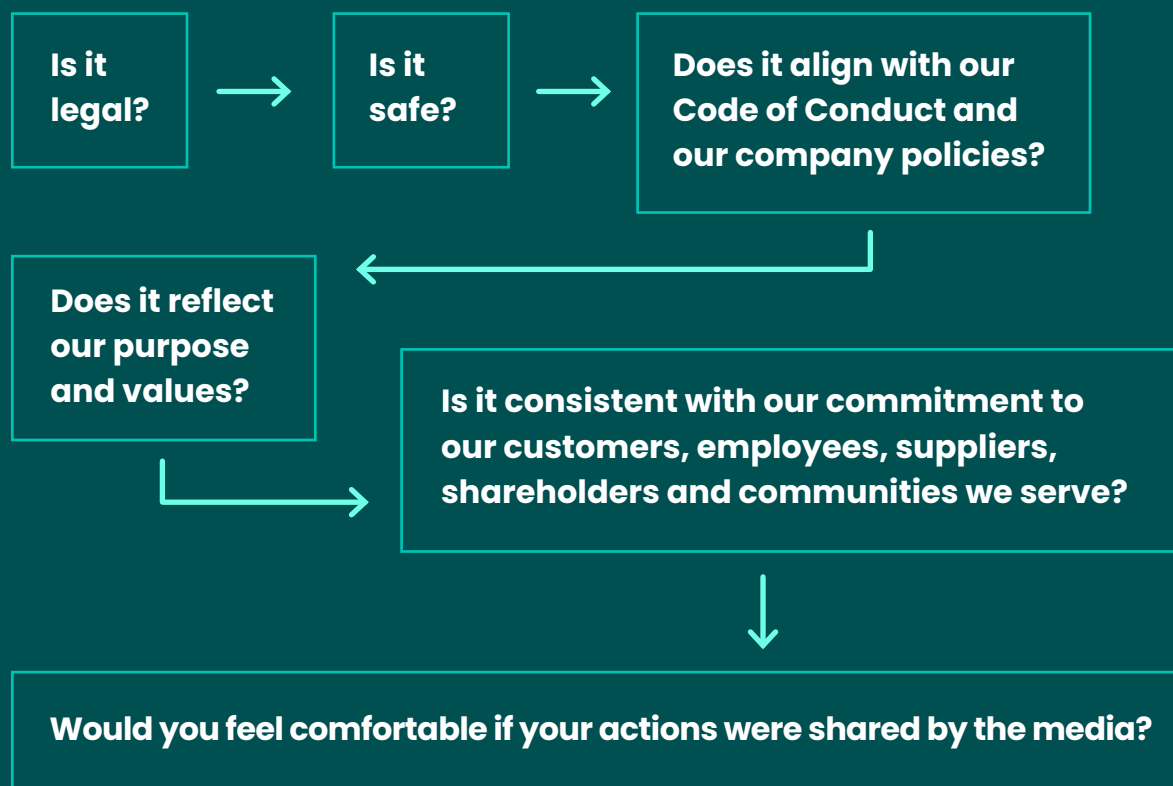 Is it
legal?
Is it
safe?
Does it align with our
Code of Conduct and
our company policies?
Does it reflect
our purpose
and values?
Is it consistent with our commitment to
our customers, employees, suppliers,
shareholders and communities we serve?
Would you feel comfortable if your actions were shared by the media?